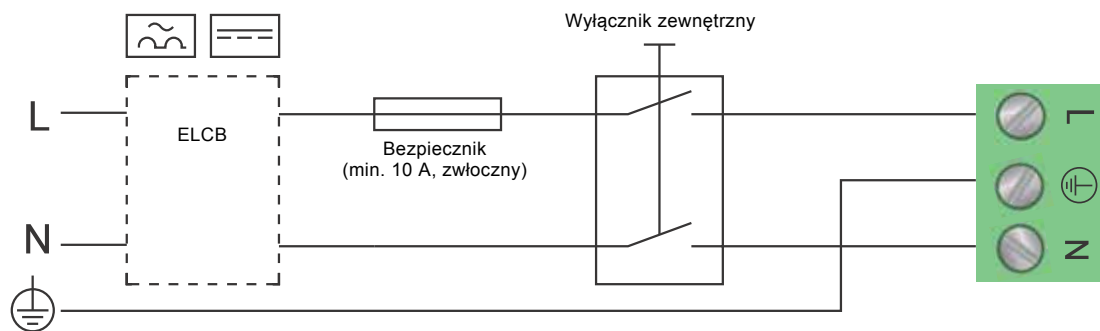 Wyłącznik zewnętrzny
L
ELCB
Bezpiecznik
(min. 10 A, zwłoczny)
N
L
N